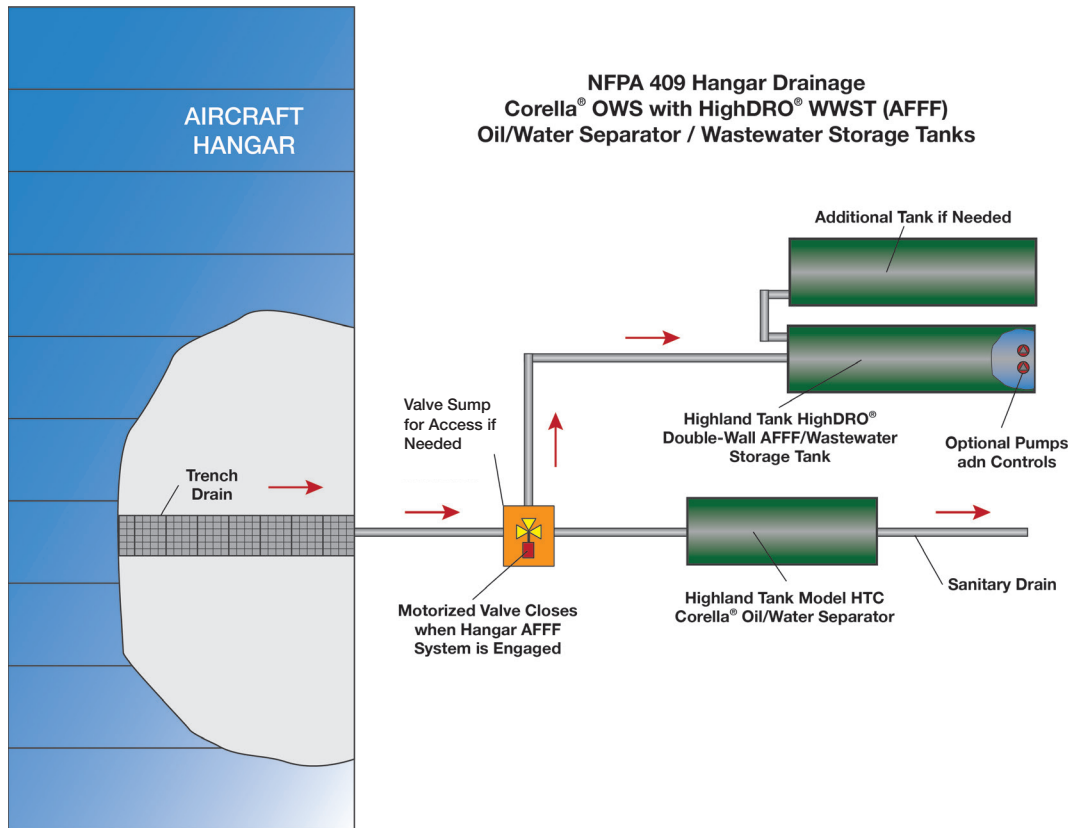 AIRCRAFT
HANGAR
NFPA 409 Hangar Drainage
Corella® OWS with HighDRO® WWST (AFFF)
Oil/Water Separator / Wastewater Storage Tanks
Additional Tank if Needed
Valve Sump
for Access if
Needed
Highland Tank HighDRO®
Double-Wall AFFF/Wastewater
Storage Tank
Optional Pumps
adn Controls
Trench
Drain
Motorized Valve Closes
when Hangar AFFF
System is Engaged
Highland Tank Model HTC
Corella® Oil/Water Separator
Sanitary Drain